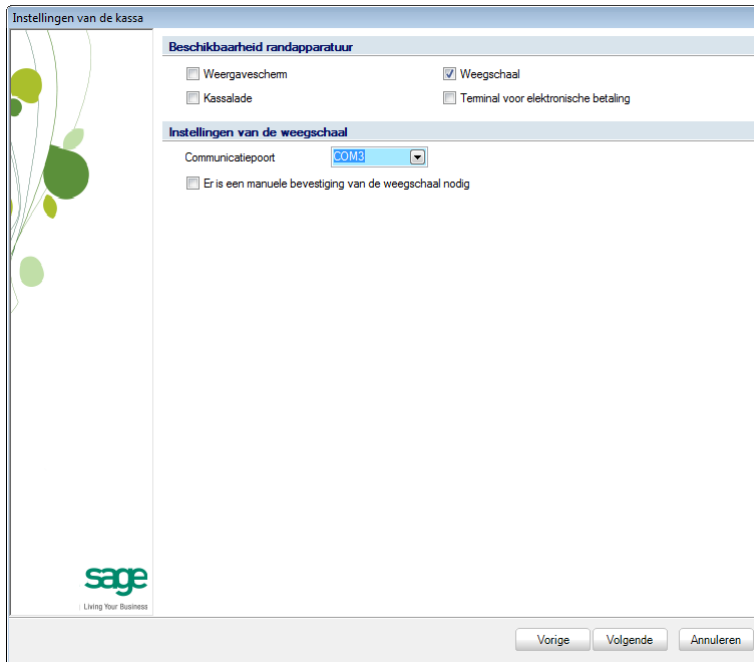 Instellingen van de kassa
Beschikbaarheid randapparatuur
Weergavescherm
Weegschaal
Kassalade
Terminal voor elektronische betaling
Instellingen van de weegschaal
Communicatiepoort COM3
Er is een manuele bevestiging van de weegschaal nodig
sage
Living Your Business
Vorige Volgende Annuleren